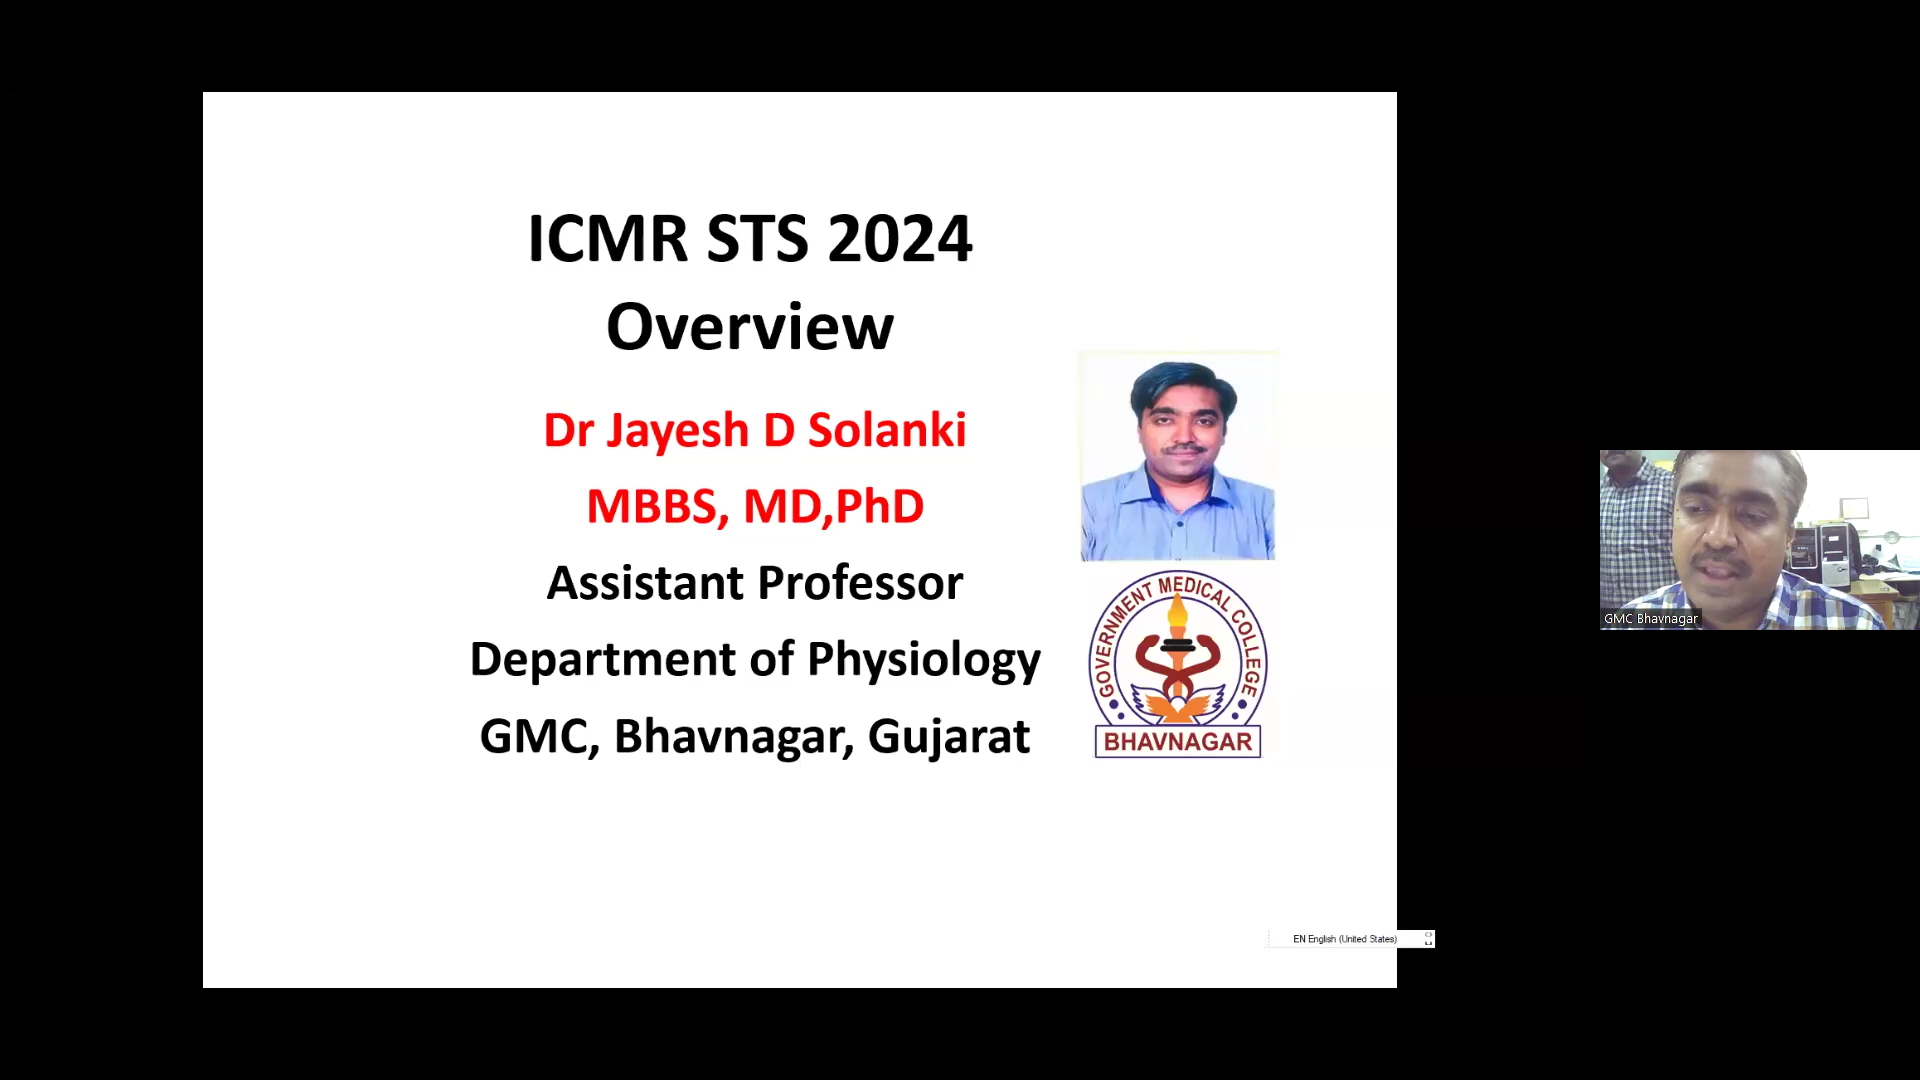 ICMR STS 2024
Overview
Dr Jayesh D Solanki
MBBS, MD,PhD
Assistant Professor
Department of Physiology
GMC, Bhavnagar, Gujarat
GOVERNMENT MEDICAL COLLEGE
BHAVNAGAR
GMC Bhavnagar
EN English (United States)